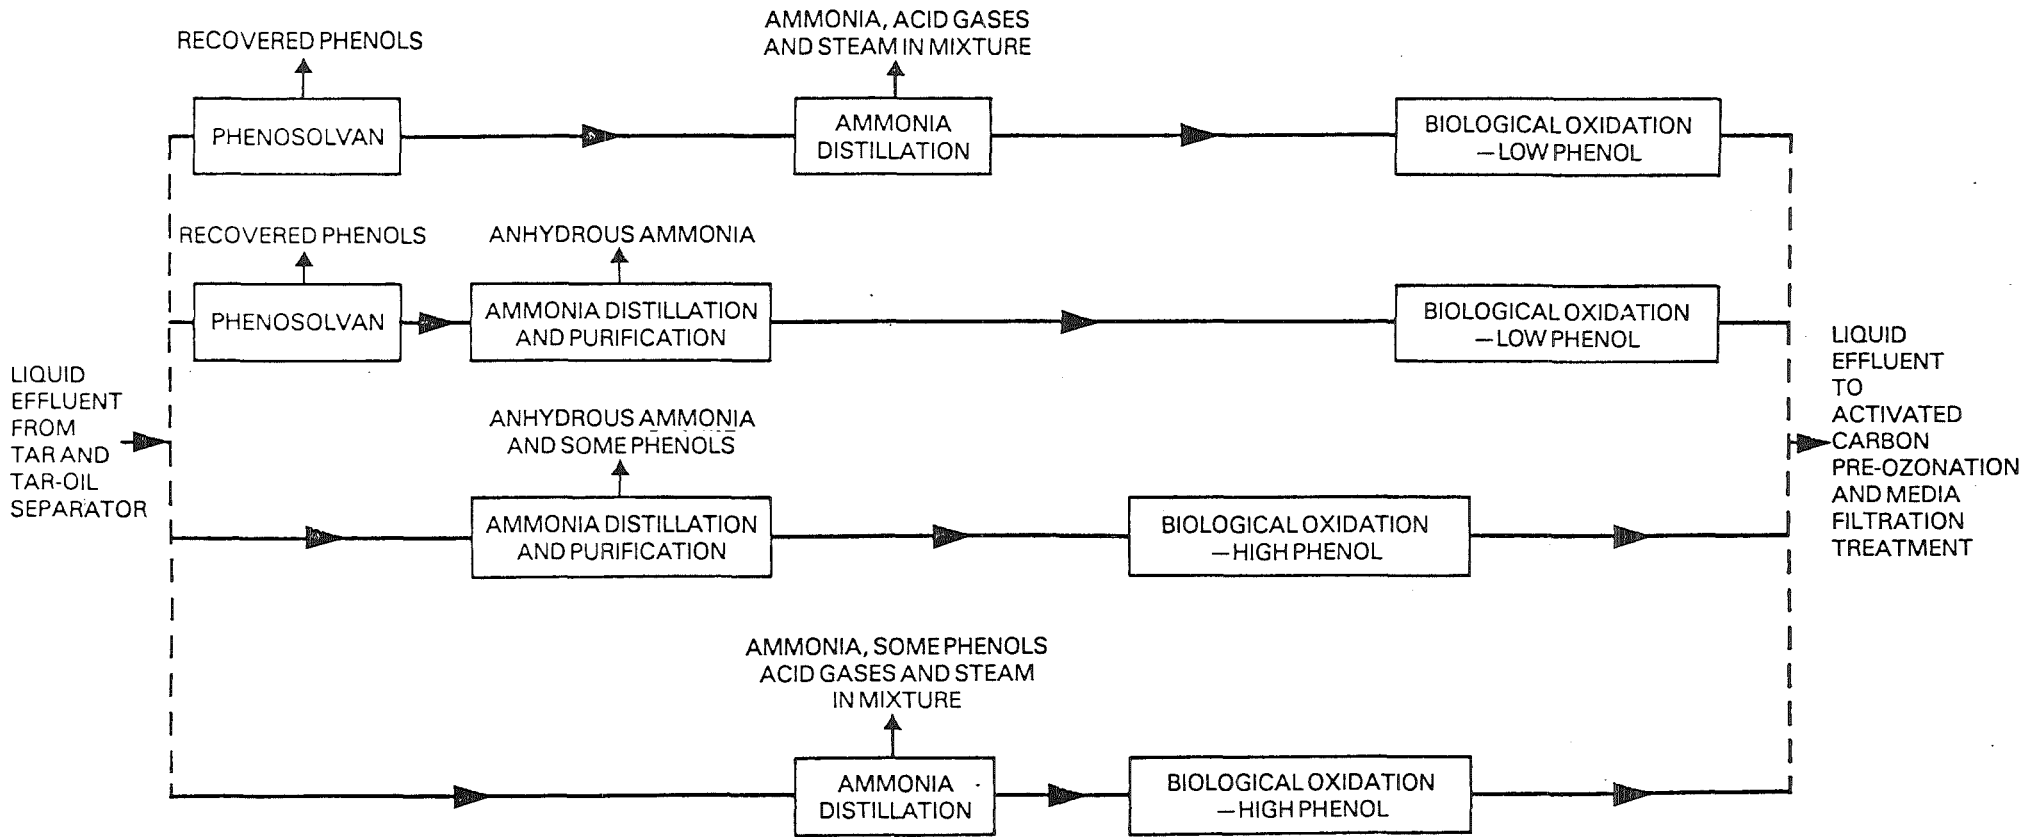 RECOVERED PHENOLS
AMMONIA, ACID GASES
AND STEAM IN MIXTURE
PHENOSOLVAN
AMMONIA
DISTILLATION
BIOLOGICAL OXIDATION
—LOW PHENOL
RECOVERED PHENOLS
ANHYDROUS AMMONIA
PHENOSOLVAN
AMMONIA DISTILLATION
AND PURIFICATION
BIOLOGICAL OXIDATION
—LOW PHENOL
LIQUID
EFFLUENT
FROM
TAR AND
TAR-OIL
SEPARATOR
ANHYDROUS AMMONIA
AND SOME PHENOLS
AMMONIA DISTILLATION
AND PURIFICATION
BIOLOGICAL OXIDATION
—HIGH PHENOL
LIQUID
EFFLUENT
TO
ACTIVATED
CARBON
PRE-OZONATION
AND MEDIA
FILTRATION
TREATMENT
AMMONIA, SOME PHENOLS
ACID GASES AND STEAM
IN MIXTURE
AMMONIA
DISTILLATION
BIOLOGICAL OXIDATION
—HIGH PHENOL